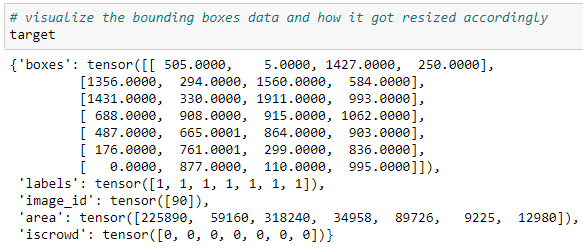 # visualize the bounding boxes data and how it got resized accordingly
target
{'boxes': tensor([[ 505.0000,    5.0000, 1427.0000,  250.0000],
        [1356.0000,  294.0000, 1560.0000,  584.0000],
        [1431.0000,  330.0000, 1911.0000,  993.0000],
        [ 688.0000,  908.0000,  915.0000, 1062.0000],
        [ 487.0000,  665.0001,  864.0000,  903.0000],
        [ 176.0000,  761.0001,  299.0000,  836.0000],
        [   0.0000,  877.0000,  110.0000,  995.0000]]),
 'labels': tensor([1, 1, 1, 1, 1, 1, 1]),
 'image_id': tensor([90]),
 'area': tensor([225890,  59160, 318240,  34958,  89726,   9225,  12980]),
 'iscrowd': tensor([0, 0, 0, 0, 0, 0, 0])}